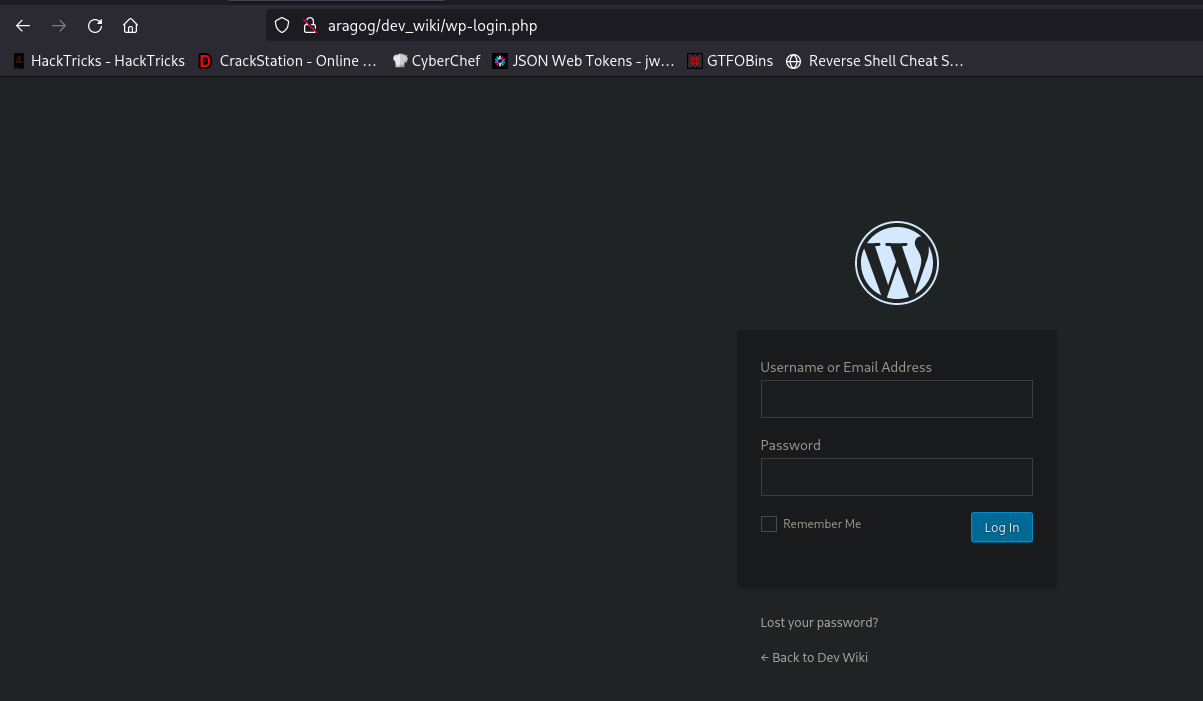 aragog/dev_wiki/wp-login.php
HackTricks - HackTricks CrackStation - Online … CyberChef JSON Web Tokens - jw… GTFOBins Reverse Shell Cheat S…
Username or Email Address
Password
Remember Me Log In
Lost your password?
← Back to Dev Wiki